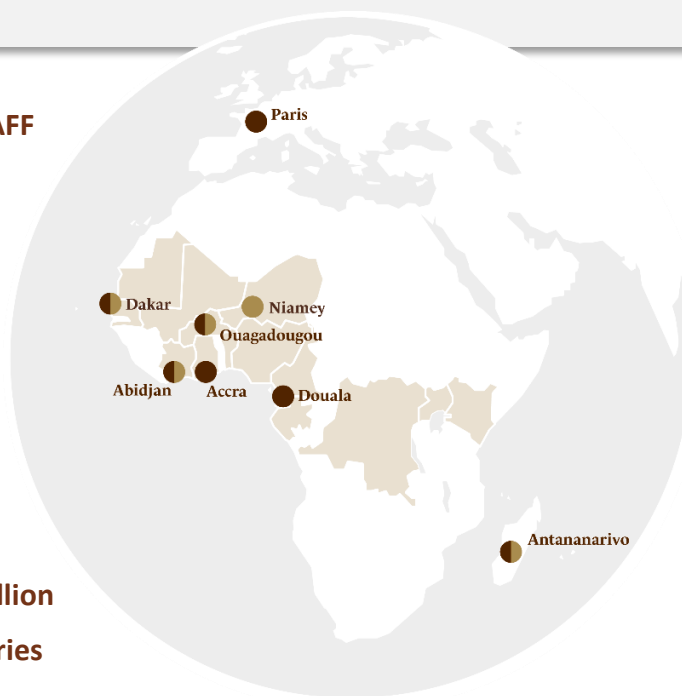 AFF
Paris
Dakar
Niamey
Ouagadougou
Abidjan
Accra
Douala
Antananarivo
llion
ries